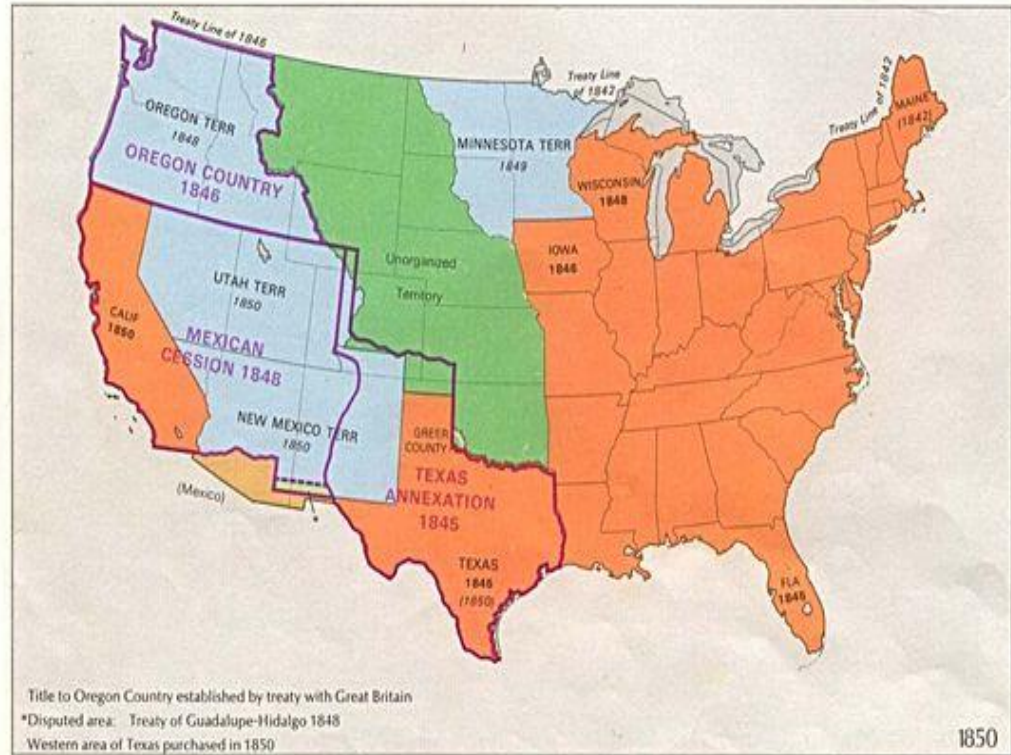 Treaty Line of 1846
Treaty Line
of 1842
Treaty Line of 1842
MAINE
(1842)
OREGON TERR
1848
OREGON COUNTRY
1846
MINNESOTA TERR
1849
WISCONSIN
1848
IOWA
1846
Unorganized
Territory
UTAH TERR
1850
CALIF
1850
MEXICAN
CESSION 1848
NEW MEXICO TERR
1850
GREER
COUNTY
TEXAS
ANNEXATION
1845
(Mexico)
*
TEXAS
1846
(1850)
FLA
1845
Title to Oregon Country established by treaty with Great Britain
*Disputed area: Treaty of Guadalupe-Hidalgo 1848
Western area of Texas purchased in 1850
1850